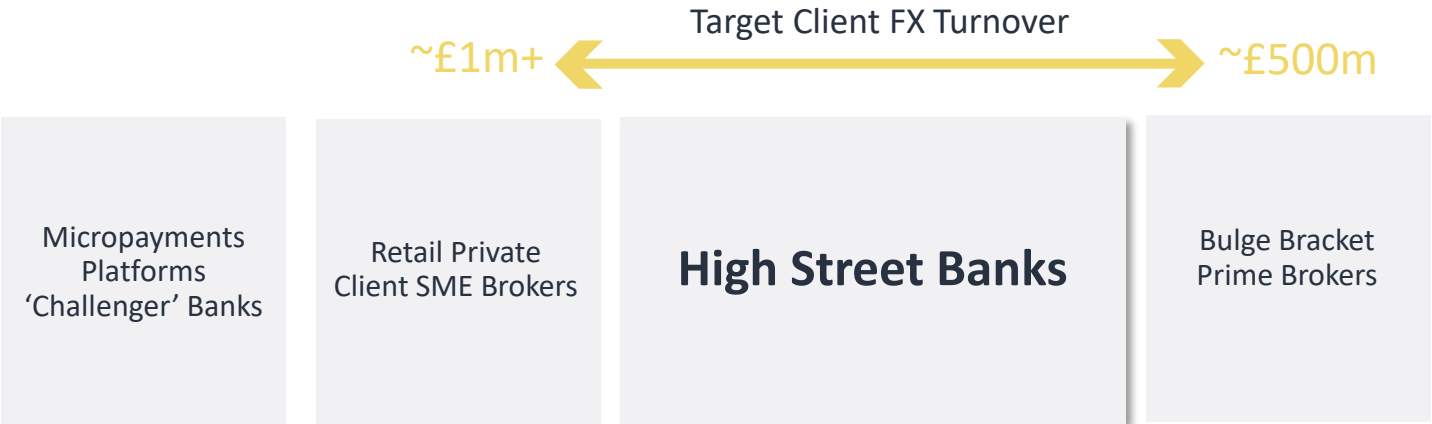 Target Client FX Turnover
~£1m+
~£500m
Micropayments
Platforms
‘Challenger’ Banks
Retail Private
Client SME Brokers
High Street Banks
Bulge Bracket
Prime Brokers